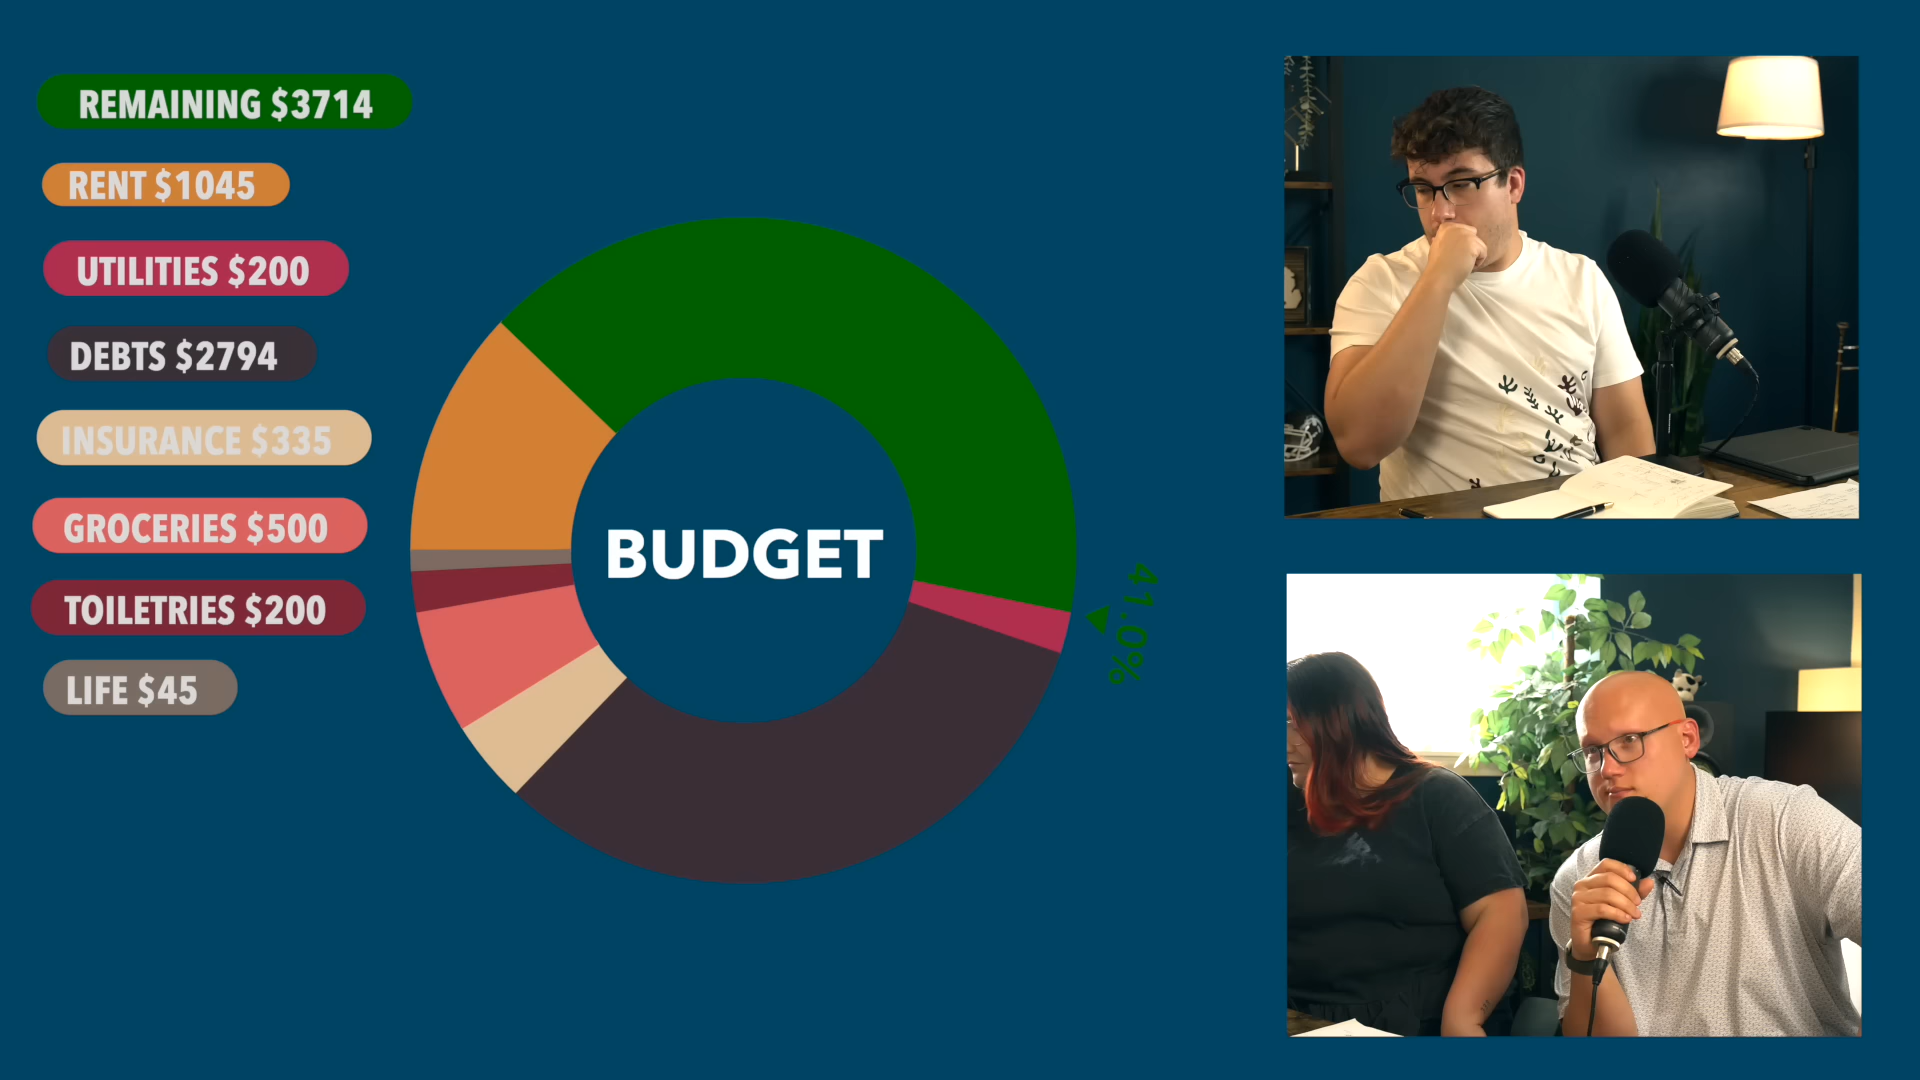 REMAINING $3714
RENT $1045
UTILITIES $200
DEBTS $2794
INSURANCE $335
GROCERIES $500
TOILETRIES $200
LIFE $45
BUDGET
41.0%